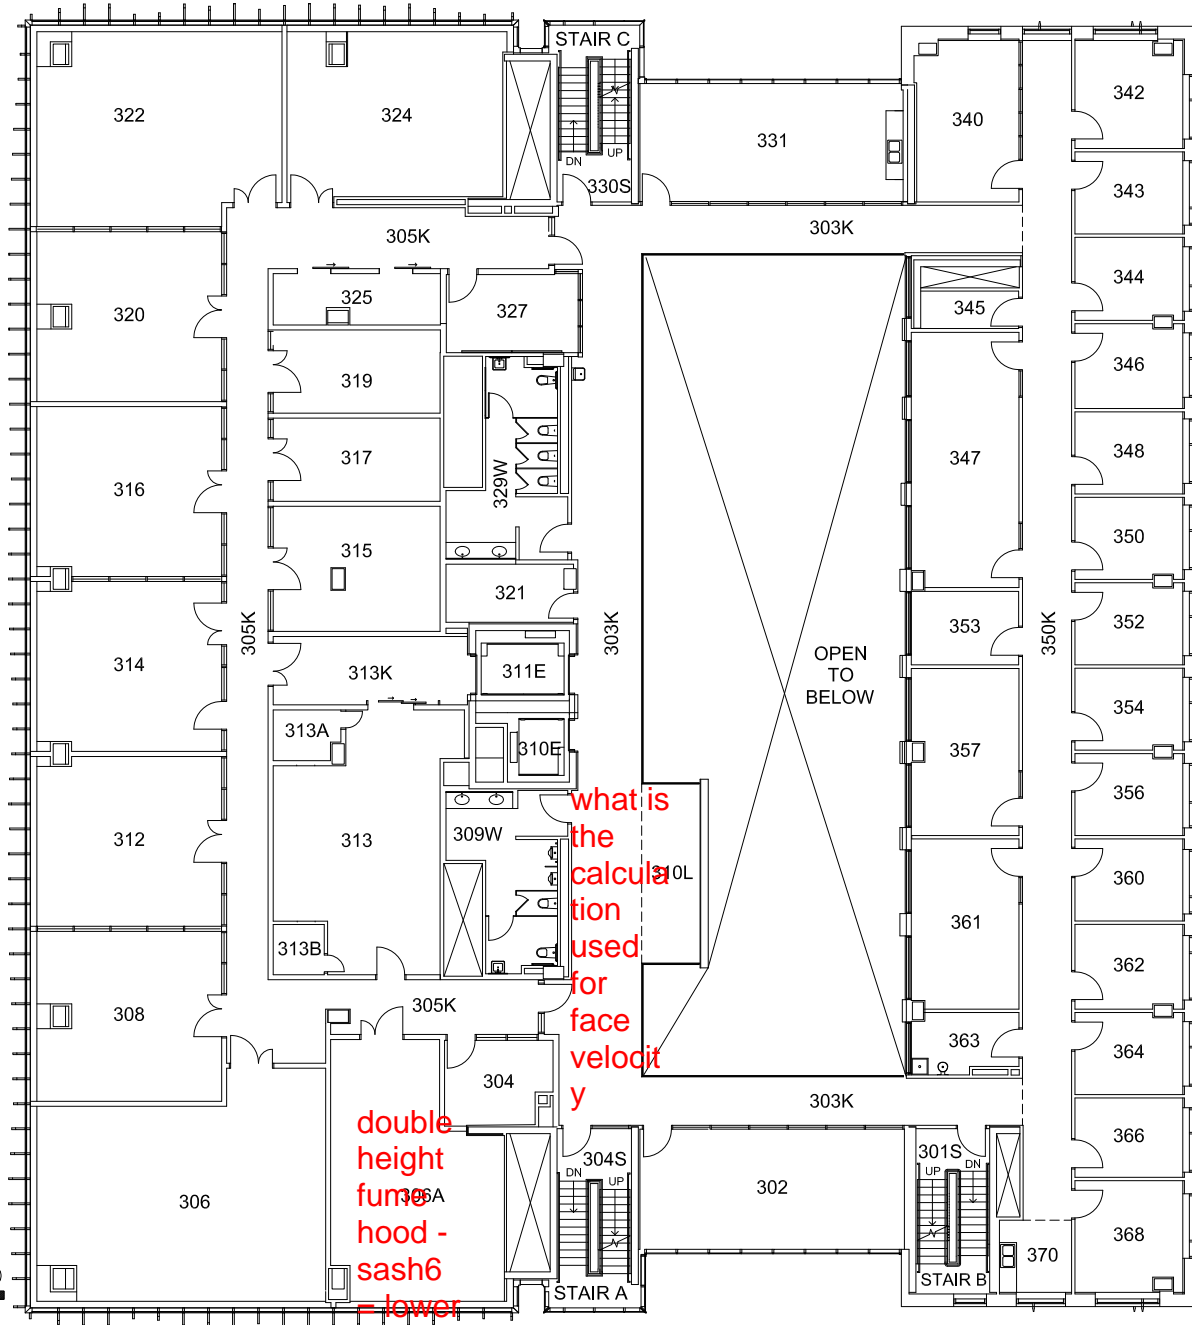 STAIR C
322
324
331
340
342
DN
UP
330S
343
305K
303K
344
325
327
345
320
319
346
317
347
348
329W
316
315
350
321
305K
303K
350K
353
352
314
313K
311E
OPEN
TO
BELOW
313A
310E
357
354
what is
the
calcula
tion
used
for
face
velocit
y
356
312
313
309W
310L
360
361
313B
362
308
305K
363
364
304
303K
double
height
fume
hood -
sash6
= lower
366
304S
301S
DN
UP
UP
DN
306
306A
302
370
368
STAIR A
STAIR B